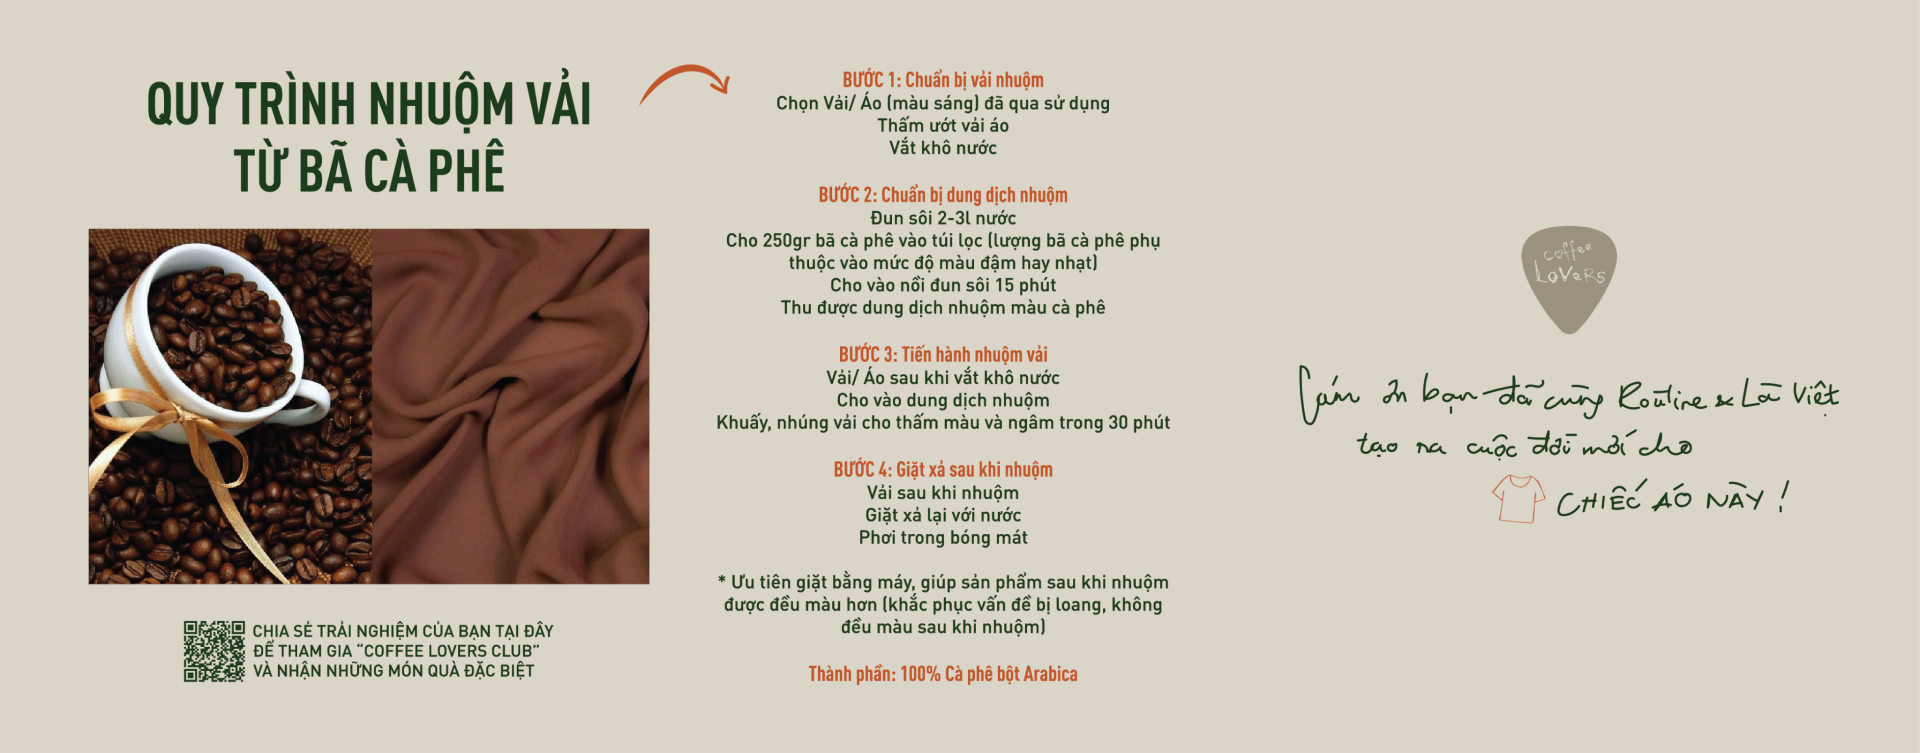 QUY TRÌNH NHUỘM VẢI
TỪ BÃ CÀ PHÊ
CHIA SẺ TRẢI NGHIỆM CỦA BẠN TẠI ĐÂY
ĐỂ THAM GIA “COFFEE LOVERS CLUB”
VÀ NHẬN NHỮNG MÓN QUÀ ĐẶC BIỆT
BƯỚC 1: Chuẩn bị vải nhuộm
Chọn Vải/ Áo (màu sáng) đã qua sử dụng
Thấm ướt vải áo
Vắt khô nước
BƯỚC 2: Chuẩn bị dung dịch nhuộm
Đun sôi 2-3l nước
Cho 250gr bã cà phê vào túi lọc (lượng bã cà phê phụ
thuộc vào mức độ màu đậm hay nhạt)
Cho vào nồi đun sôi 15 phút
Thu được dung dịch nhuộm màu cà phê
BƯỚC 3: Tiến hành nhuộm vải
Vải/ Áo sau khi vắt khô nước
Cho vào dung dịch nhuộm
Khuấy, nhúng vải cho thấm màu và ngâm trong 30 phút
BƯỚC 4: Giặt xả sau khi nhuộm
Vải sau khi nhuộm
Giặt xả lại với nước
Phơi trong bóng mát
* Ưu tiên giặt bằng máy, giúp sản phẩm sau khi nhuộm
được đều màu hơn (khắc phục vấn đề bị loang, không
đều màu sau khi nhuộm)
Thành phần: 100% Cà phê bột Arabica
coffee
LOVERS
Cám ơn bạn đã cùng Routine & Là Việt
tạo ra cuộc đời mới cho
CHIẾC ÁO NÀY !